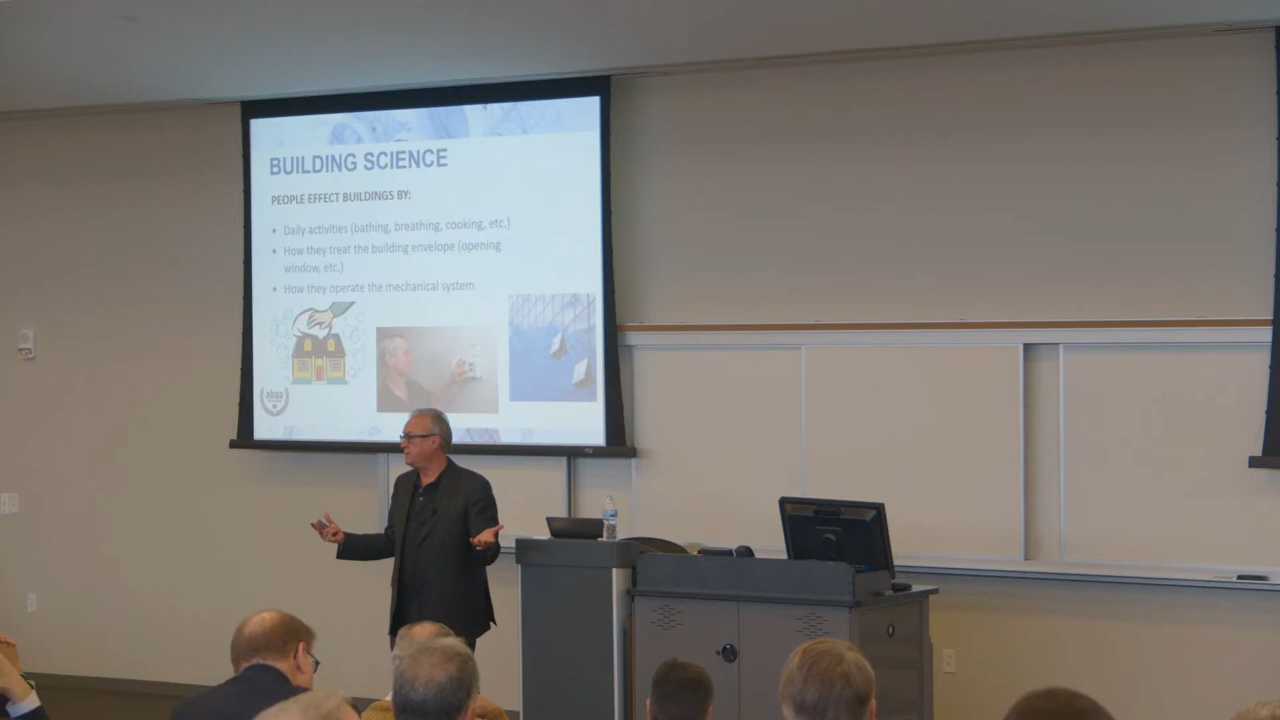 BUILDING SCIENCE
PEOPLE EFFECT BUILDINGS BY:
• Daily activities (bathing, breathing, cooking, etc.)
• How they treat the building envelope (opening
window, etc.)
• How they operate the mechanical system
abaa